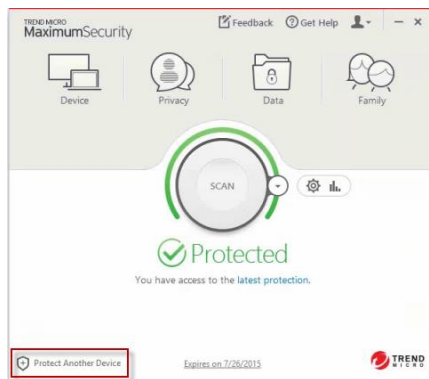 TREND MICRO
MaximumSecurity
Feedback
Get Help
Device
Privacy
Data
Family
SCAN
Protected
You have access to the latest protection.
Protect Another Device
Expires on 7/26/2015
TREND
MICRO